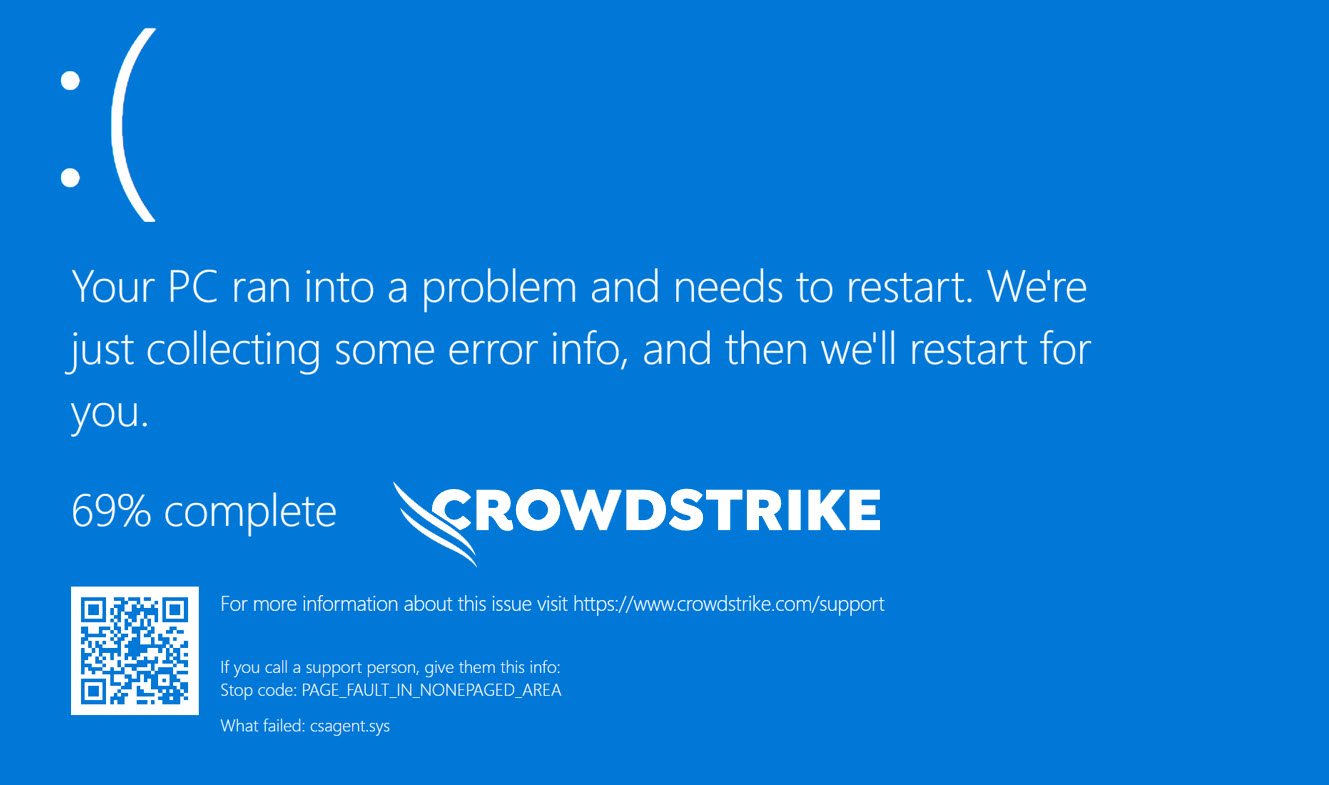 :(
Your PC ran into a problem and needs to restart. We're
just collecting some error info, and then we'll restart for
you.
69% complete
CROWDSTRIKE
For more information about this issue visit https://www.crowdstrike.com/support
If you call a support person, give them this info:
Stop code: PAGE_FAULT_IN_NONEPAGED_AREA
What failed: csagent.sys